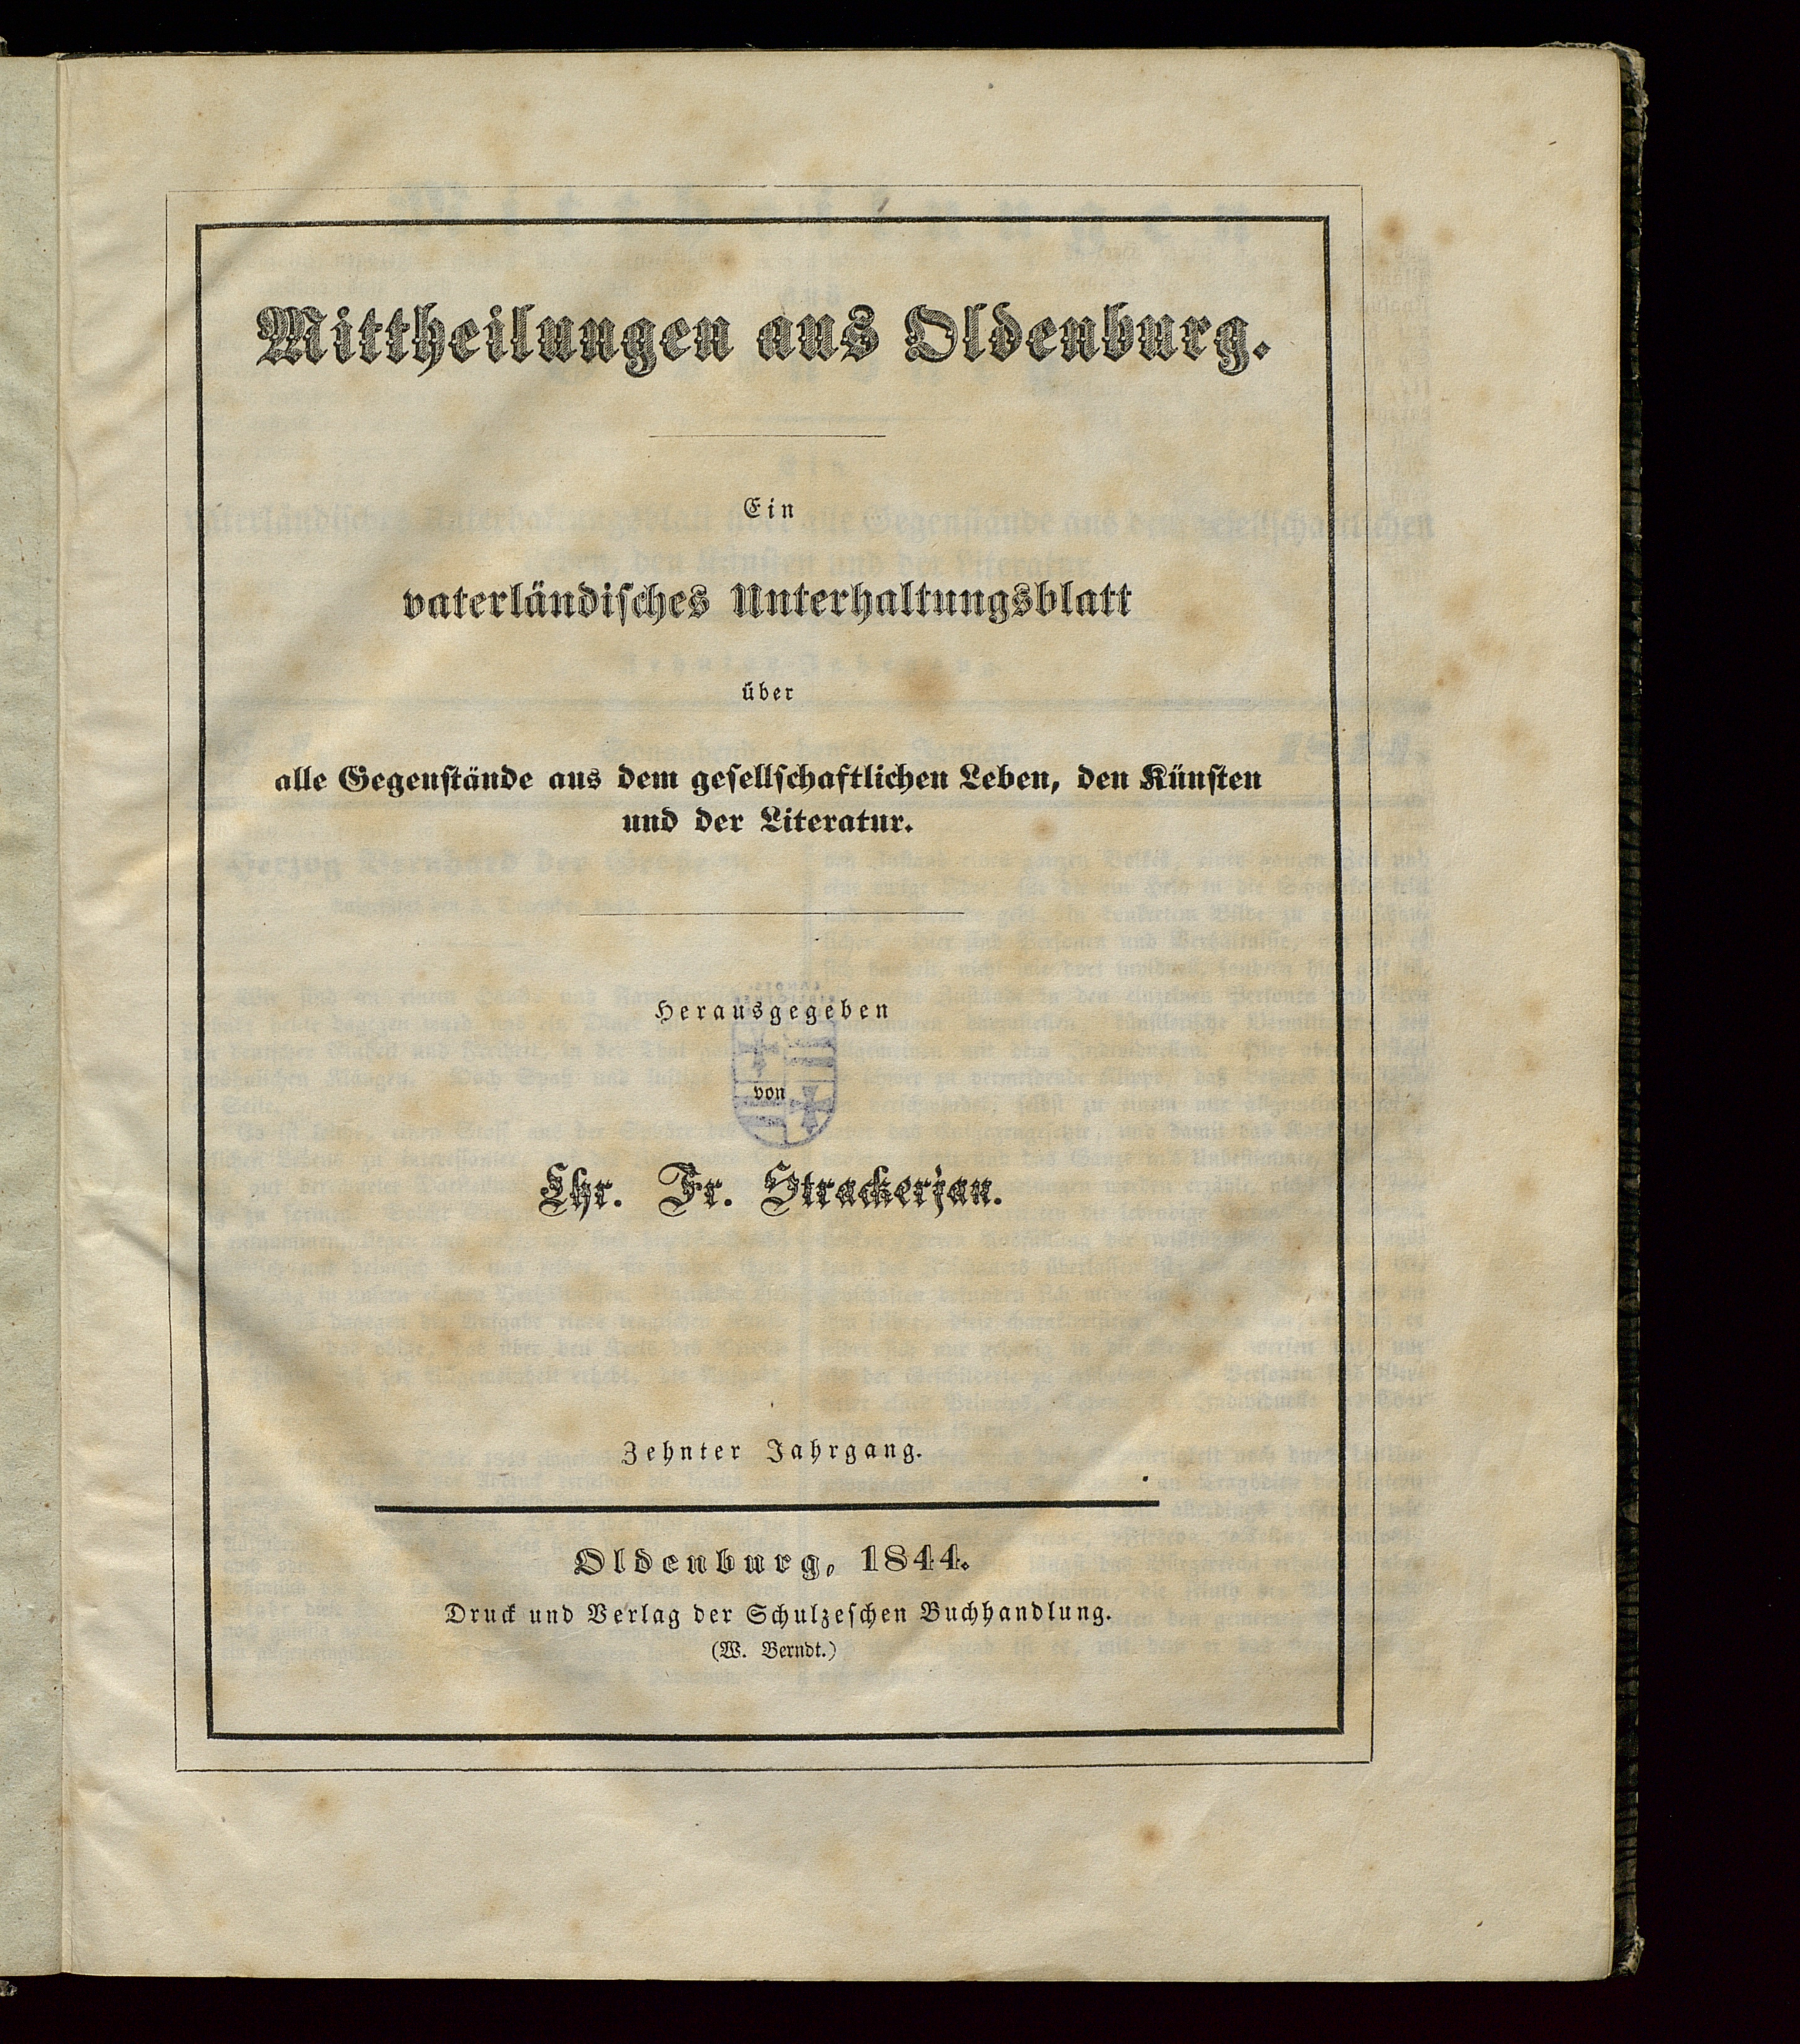 Mittheilungen aus Oldenburg.
Ein
vaterländisches Unterhaltungsblatt
über
alle Gegenstände aus dem gesellschaftlichen Leben, den Künsten
und der Literatur.
Herausgegeben
von
Chr. Fr. Strackerjan.
Zehnter Jahrgang.
Oldenburg, 1844.
Druck und Verlag der Schulzeschen Buchhandlung.
(W. Berndt.)